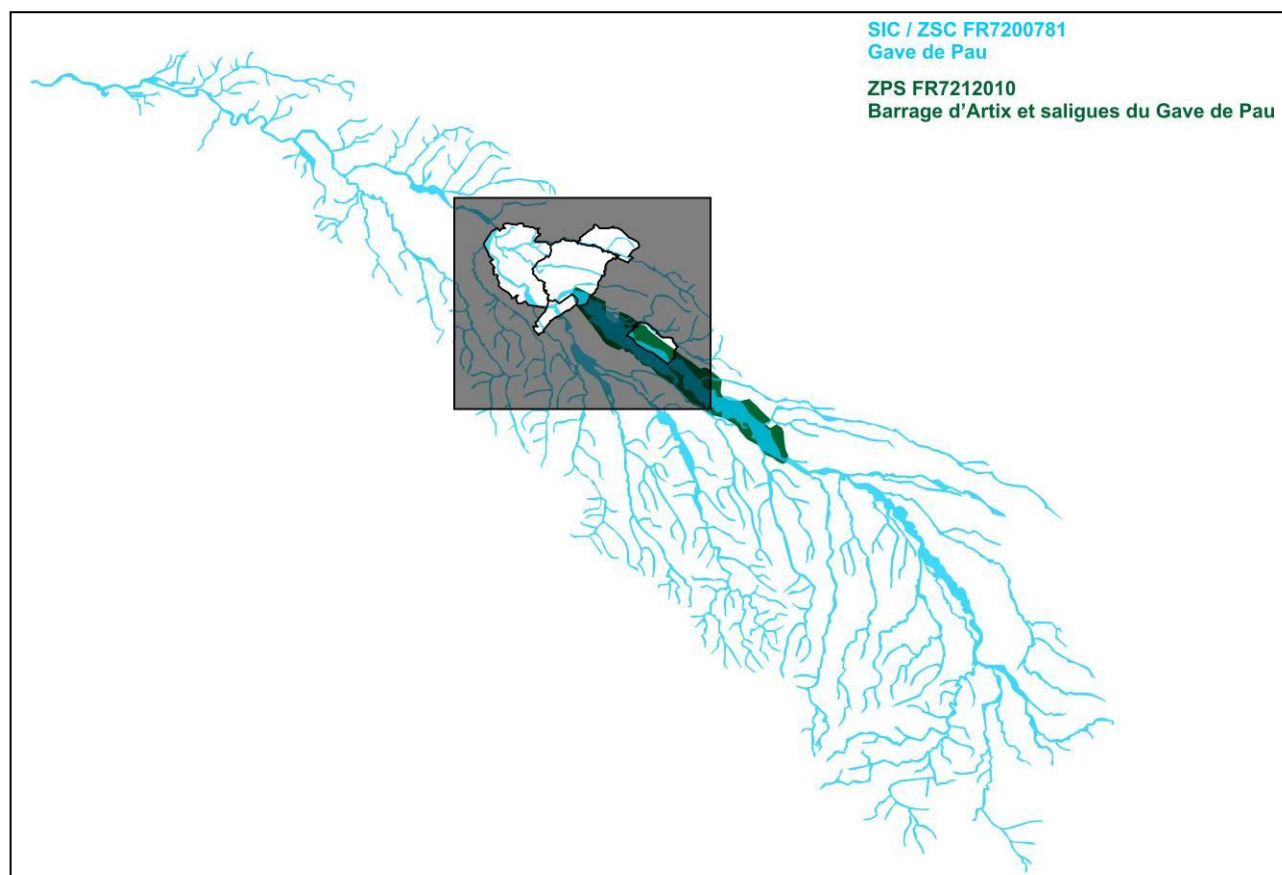 SIC / ZSC FR7200781
Gave de Pau
ZPS FR7212010
Barrage d'Artix et saligues du Gave de Pau